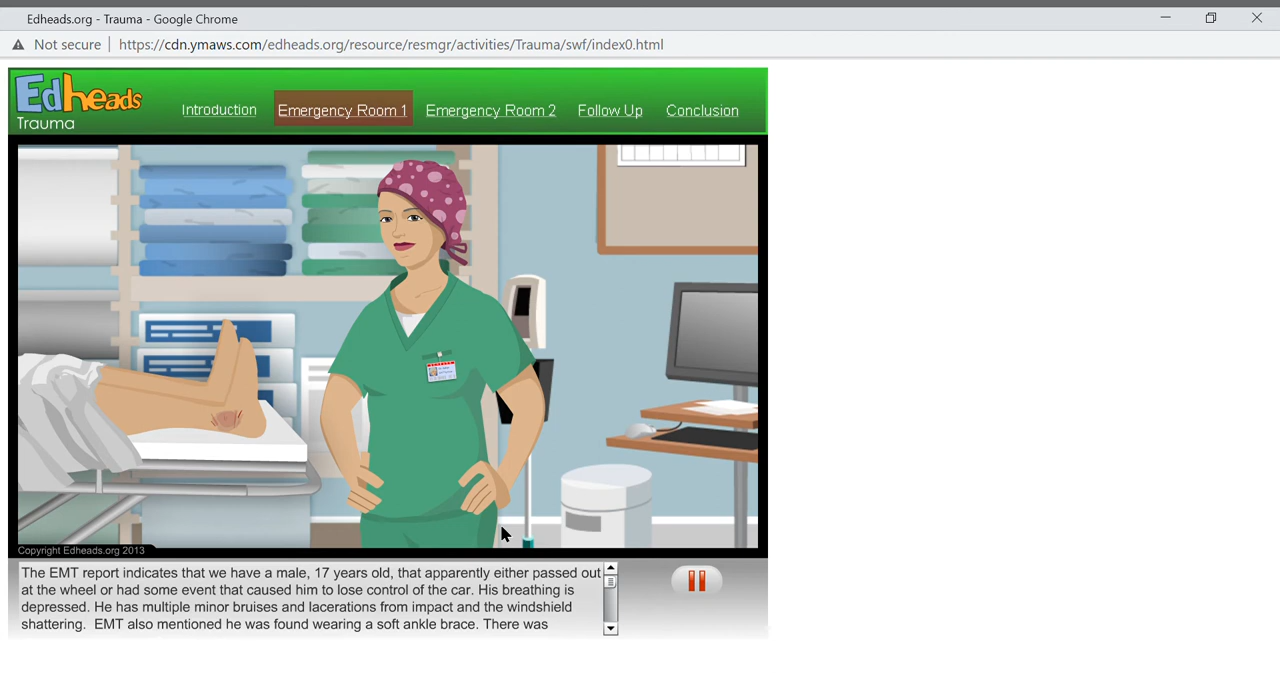 Edheads.org - Trauma - Google Chrome
Not secure | https://cdn.ymaws.com/edheads.org/resource/resmgr/activities/Trauma/swf/index0.html
Edheads
Trauma
Introduction Emergency Room 1 Emergency Room 2 Follow Up Conclusion
Copyright Edheads.org 2013
The EMT report indicates that we have a male, 17 years old, that apparently either passed out
at the wheel or had some event that caused him to lose control of the car. His breathing is
depressed. He has multiple minor bruises and lacerations from impact and the windshield
shattering. EMT also mentioned he was found wearing a soft ankle brace. There was